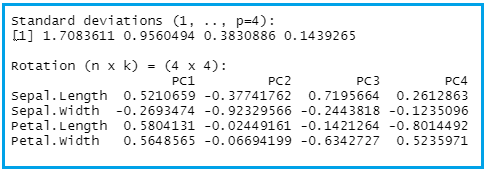 Standard deviations (1, .., p=4):
[1] 1.7083611 0.9560494 0.3830886 0.1439265
Rotation (n x k) = (4 x 4):
PC1 PC2 PC3 PC4
Sepal.Length 0.5210659 -0.37741762 0.7195664 0.2612863
Sepal.Width -0.2693474 -0.92329566 -0.2443818 -0.1235096
Petal.Length 0.5804131 -0.02449161 -0.1421264 -0.8014492
Petal.Width 0.5648565 -0.06694199 -0.6342727 0.5235971